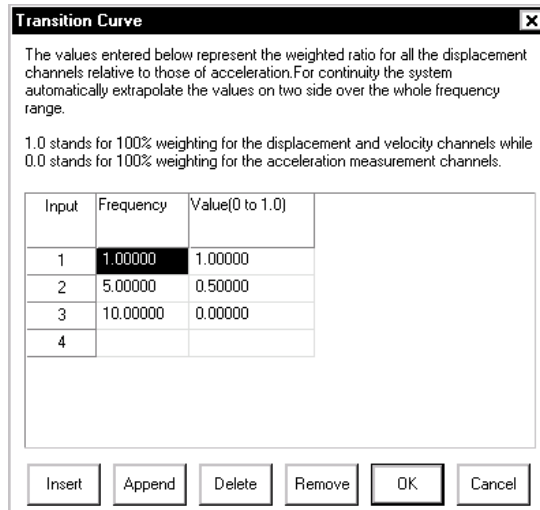 Transition Curve
The values entered below represent the weighted ratio for all the displacement
channels relative to those of acceleration.For continuity the system
automatically extrapolate the values on two side over the whole frequency
range.
1.0 stands for 100% weighting for the displacement and velocity channels while
0.0 stands for 100% weighting for the acceleration measurement channels.
Input Frequency Value(0 to 1.0)
1 1.00000 1.00000
2 5.00000 0.50000
3 10.00000 0.00000
4
Insert Append Delete Remove OK Cancel